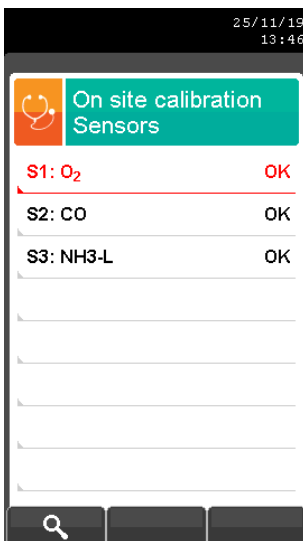 25/11/19
13:46
On site calibration
Sensors
S1: O₂ OK
S2: CO OK
S3: NH3-L OK